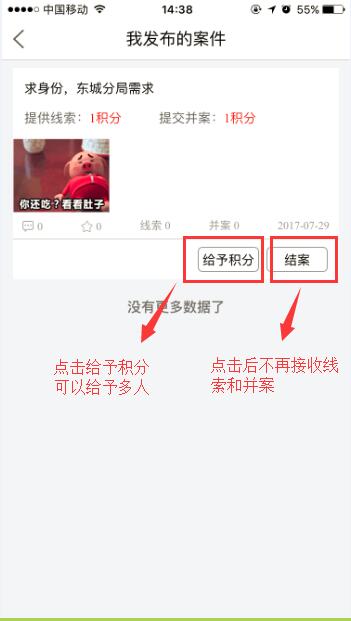 中国移动 14:38 55%
我发布的案件
求身份，东城分局需求
提供线索：1积分 提交并案：1积分
你还吃？看看肚子
0 0 线索 0 并案 0 2017-07-29
给予积分 结案
没有更多数据了
点击给予积分
可以给予多人
点击后不再接收线
索和并案